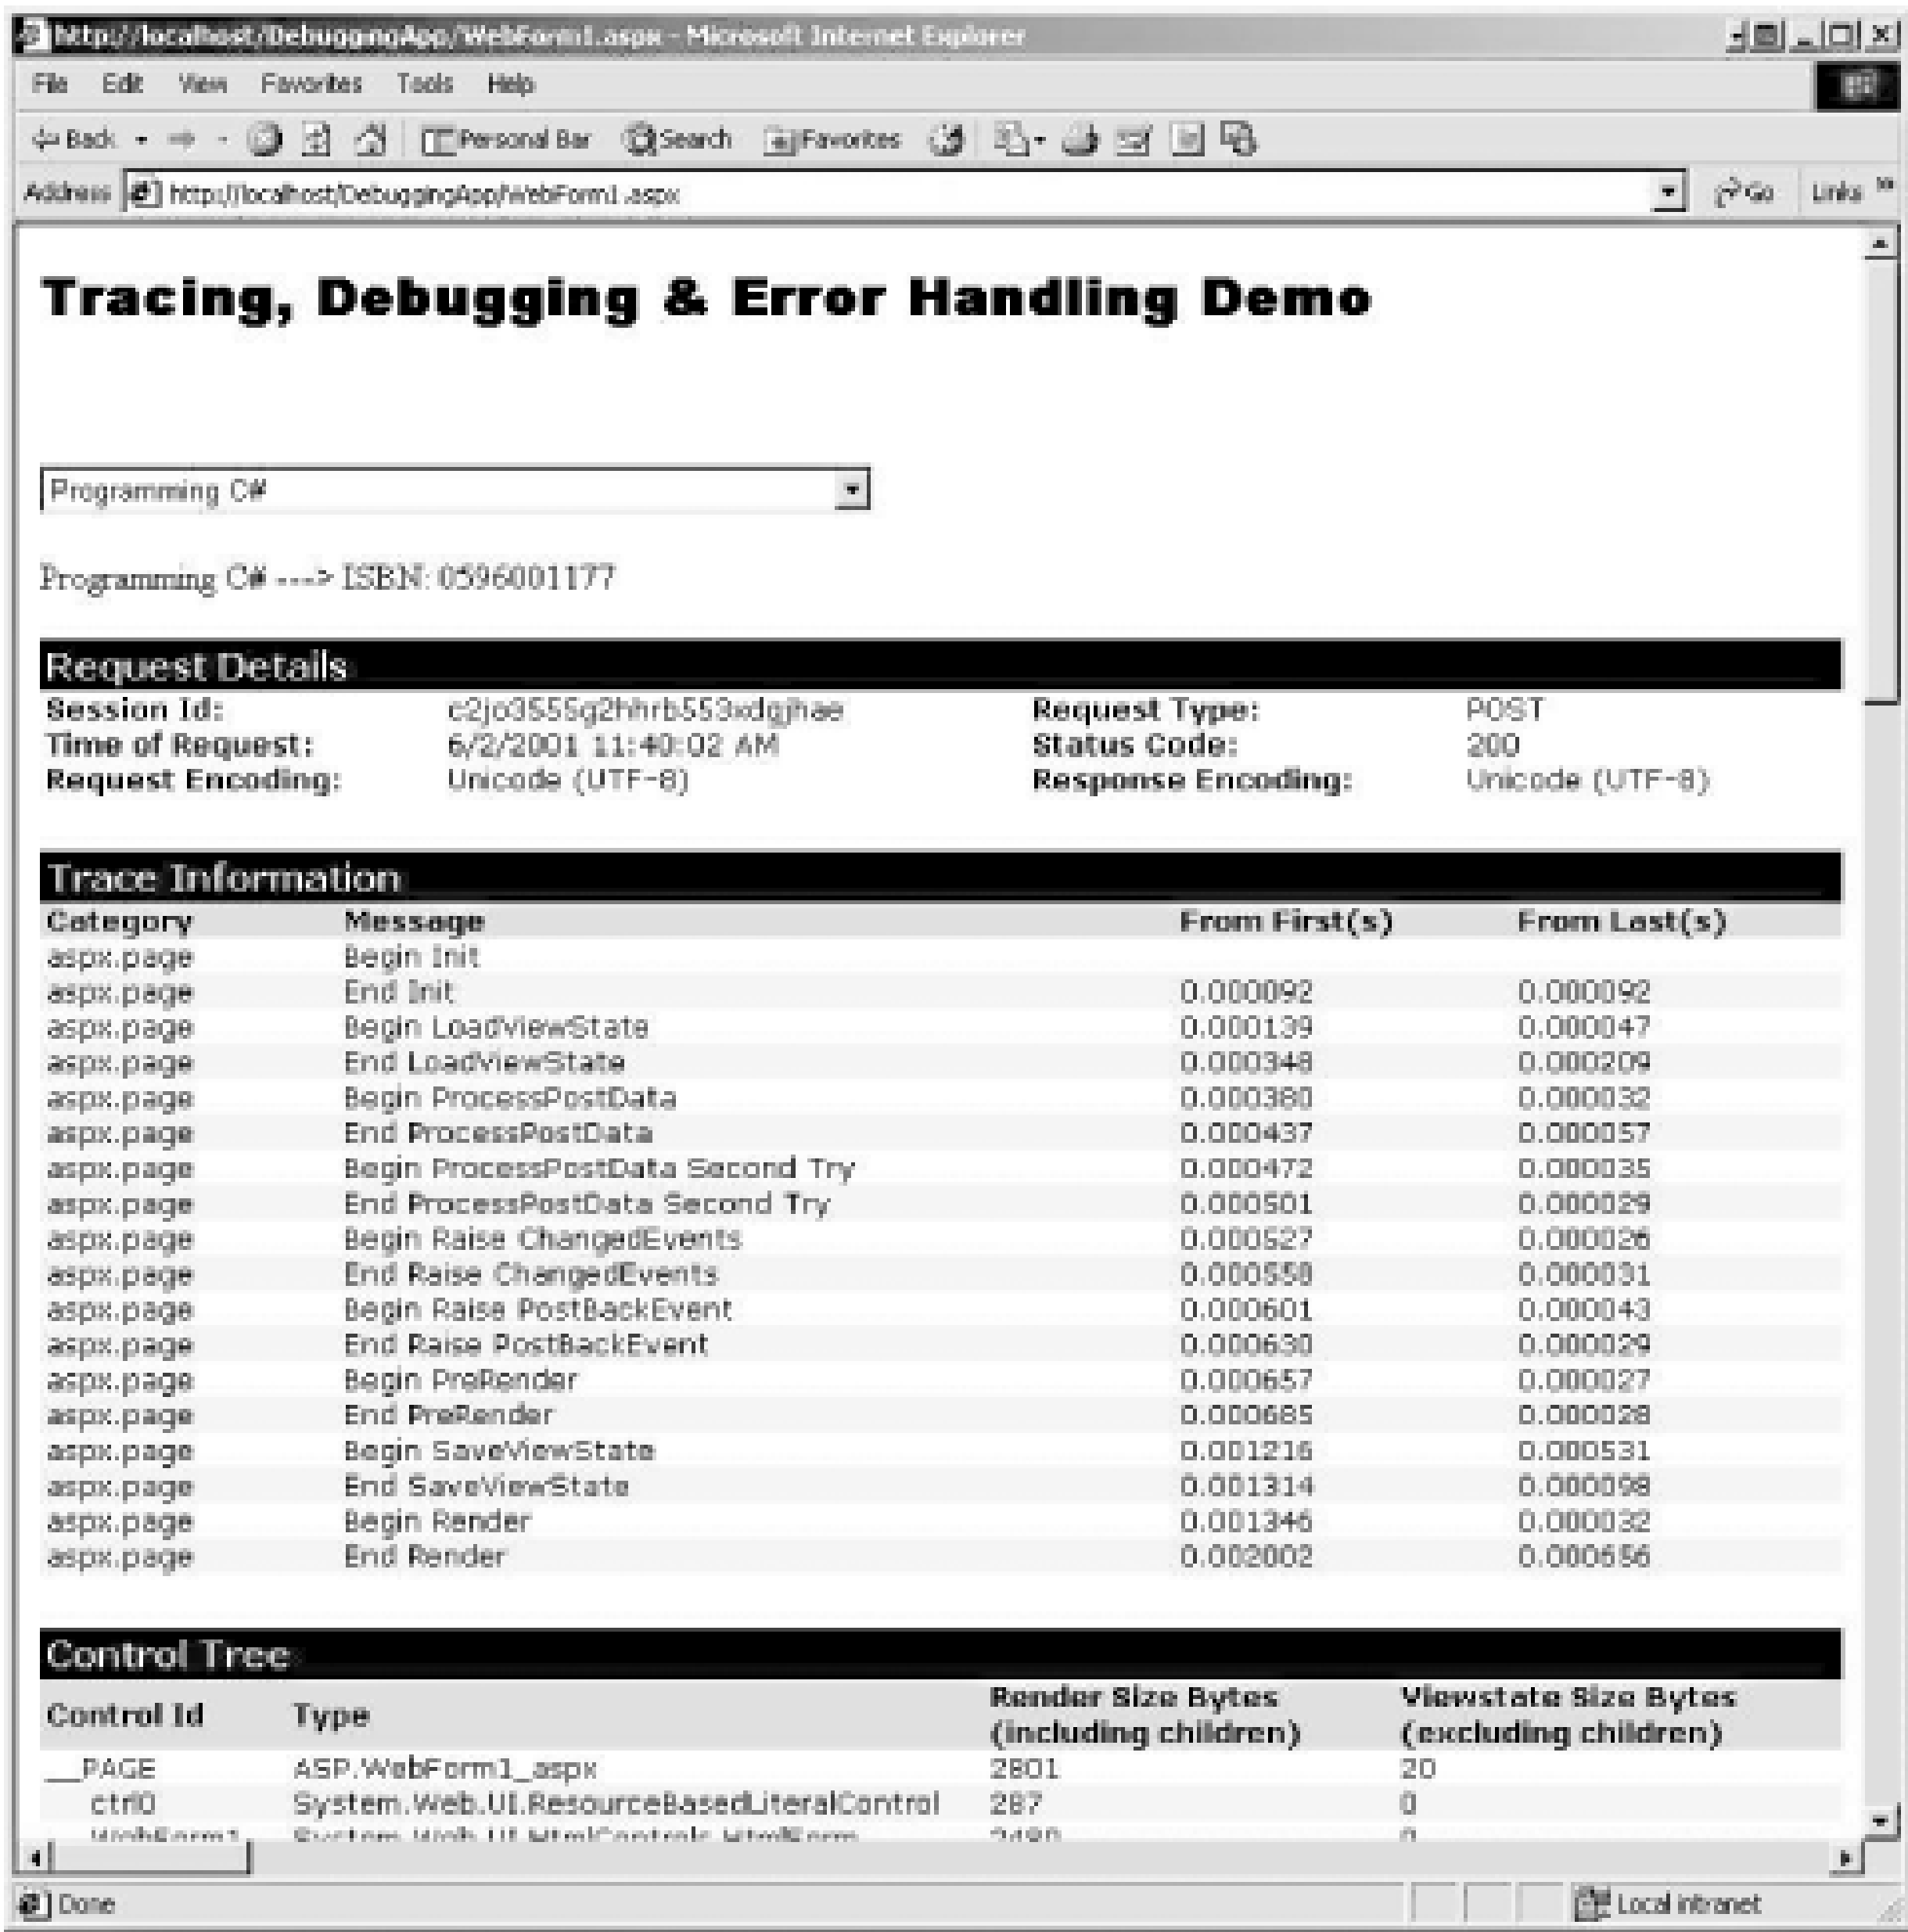 http://localhost/DebuggingApp/WebForm1.aspx - Microsoft Internet Explorer
File Edit View Favorites Tools Help
Back Personal Bar Search Favorites
Address http://localhost/DebuggingApp/WebForm1.aspx Go Links »
Tracing, Debugging & Error Handling Demo
Programming C#
Programming C# ---> ISBN: 0596001177
Request Details
Session Id: Request Type: POST
Time of Request: 6/2/2001 11:40:02 AM Status Code: 200
Request Encoding: Unicode (UTF-8) Response Encoding: Unicode (UTF-8)
Trace Information
Category Message From First(s) From Last(s)
aspx.page Begin Init
aspx.page End Init 0.000092 0.000092
aspx.page Begin LoadViewState 0.000139 0.000047
aspx.page End LoadViewState 0.000348 0.000209
aspx.page Begin ProcessPostData 0.000380 0.000032
aspx.page End ProcessPostData 0.000437 0.000057
aspx.page Begin ProcessPostData Second Try 0.000472 0.000035
aspx.page End ProcessPostData Second Try 0.000501 0.000029
aspx.page Begin Raise ChangedEvents 0.000527 0.000026
aspx.page End Raise ChangedEvents 0.000558 0.000031
aspx.page Begin Raise PostBackEvent 0.000601 0.000043
aspx.page End Raise PostBackEvent 0.000630 0.000029
aspx.page Begin PreRender 0.000657 0.000027
aspx.page End PreRender 0.000685 0.000028
aspx.page Begin SaveViewState 0.001216 0.000531
aspx.page End SaveViewState 0.001314 0.000098
aspx.page Begin Render 0.001346 0.000032
aspx.page End Render 0.002002 0.000656
Control Tree
Control Id Type Render Size Bytes (including children) Viewstate Size Bytes (excluding children)
__PAGE ASP.WebForm1_aspx 2801 20
ctrl0 System.Web.UI.ResourceBasedLiteralControl 287 0
WebForm1 System.Web.UI.HtmlControls.HtmlForm 0
Done Local intranet